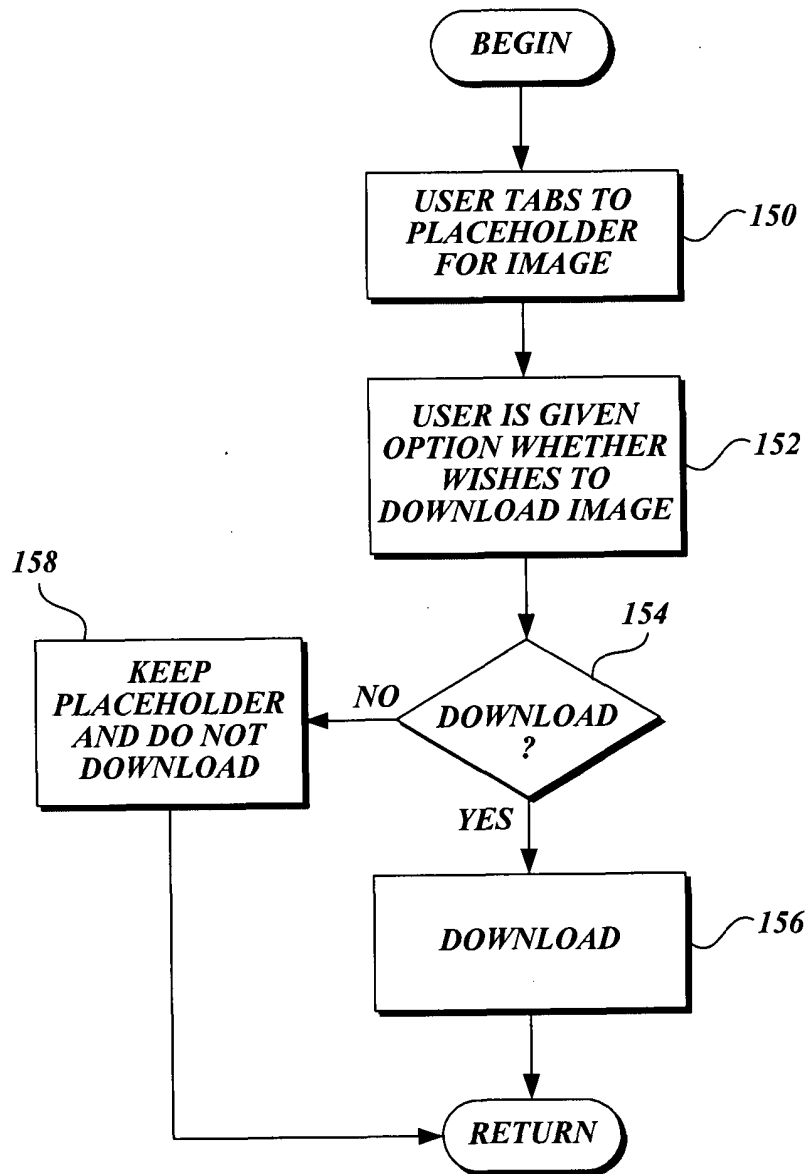 BEGIN
USER TABS TO
PLACEHOLDER
FOR IMAGE
150
USER IS GIVEN
OPTION WHETHER
WISHES TO
DOWNLOAD IMAGE
152
158
154
KEEP
PLACEHOLDER
AND DO NOT
DOWNLOAD
NO
DOWNLOAD
?
YES
DOWNLOAD
156
RETURN